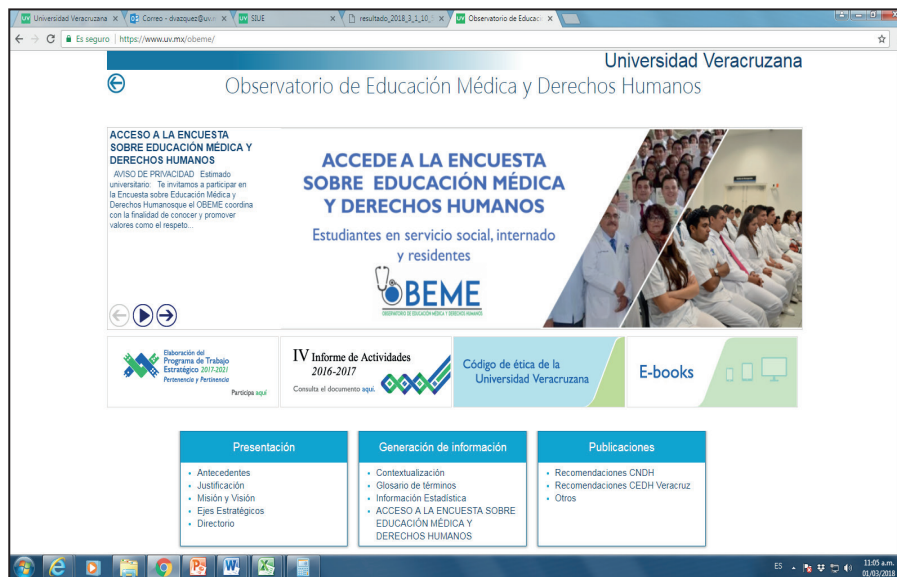 Universidad Veracruzana
Correo - dvazquez@uv.m
SIUE
resultado_2018_3_1_10_
Observatorio de Educac
Es seguro | https://www.uv.mx/obeme/
Universidad Veracruzana
Observatorio de Educación Médica y Derechos Humanos
ACCESO A LA ENCUESTA
SOBRE EDUCACIÓN MÉDICA Y
DERECHOS HUMANOS
AVISO DE PRIVACIDAD Estimado
universitario: Te invitamos a participar en
la Encuesta sobre Educación Médica y
Derechos Humanosque el OBEME coordina
con la finalidad de conocer y promover
valores como el respeto...
ACCEDE A LA ENCUESTA
SOBRE EDUCACIÓN MÉDICA
Y DERECHOS HUMANOS
Estudiantes en servicio social, internado
y residentes
OBEME
OBSERVATORIO DE EDUCACIÓN MÉDICA Y DERECHOS HUMANOS
Elaboración del
Programa de Trabajo
Estratégico 2017-2021
Pertenencia y Pertinencia
Participa aquí
IV Informe de Actividades
2016-2017
Consulta el documento aquí.
Código de ética de la
Universidad Veracruzana
E-books
Presentación
Antecedentes
Justificación
Misión y Visión
Ejes Estratégicos
Directorio
Generación de información
Contextualización
Glosario de términos
Información Estadística
ACCESO A LA ENCUESTA SOBRE
EDUCACIÓN MÉDICA Y
DERECHOS HUMANOS
Publicaciones
Recomendaciones CNDH
Recomendaciones CEDH Veracruz
Otros
ES
11:05 a.m.
01/03/2018